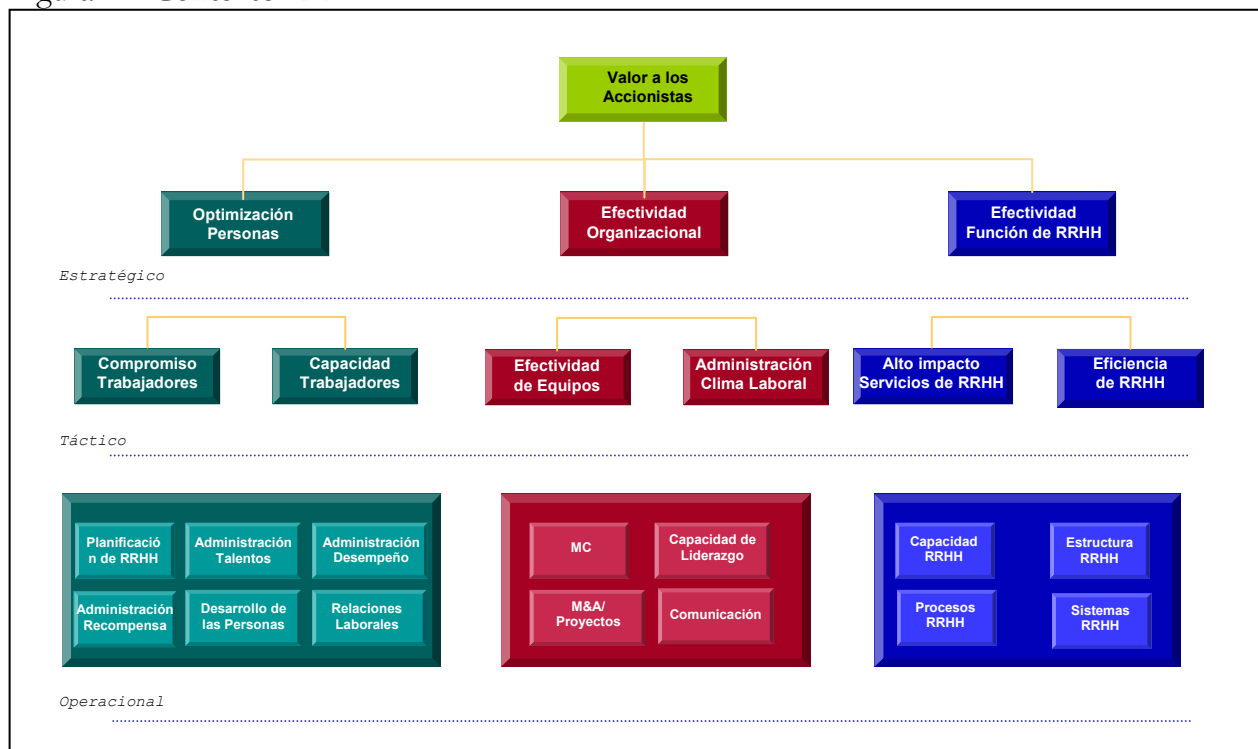 Valor a los
Accionistas
Optimización
Personas
Efectividad
Organizacional
Efectividad
Función de RRHH
Estratégico
Compromiso
Trabajadores
Capacidad
Trabajadores
Efectividad
de Equipos
Administración
Clima Laboral
Alto impacto
Servicios de RRHH
Eficiencia
de RRHH
Táctico
Planificació
n de RRHH
Administración
Talentos
Administración
Desempeño
Administración
Recompensa
Desarrollo de
las Personas
Relaciones
Laborales
MC
Capacidad de
Liderazgo
M&A/
Proyectos
Comunicación
Capacidad
RRHH
Estructura
RRHH
Procesos
RRHH
Sistemas
RRHH
Operacional